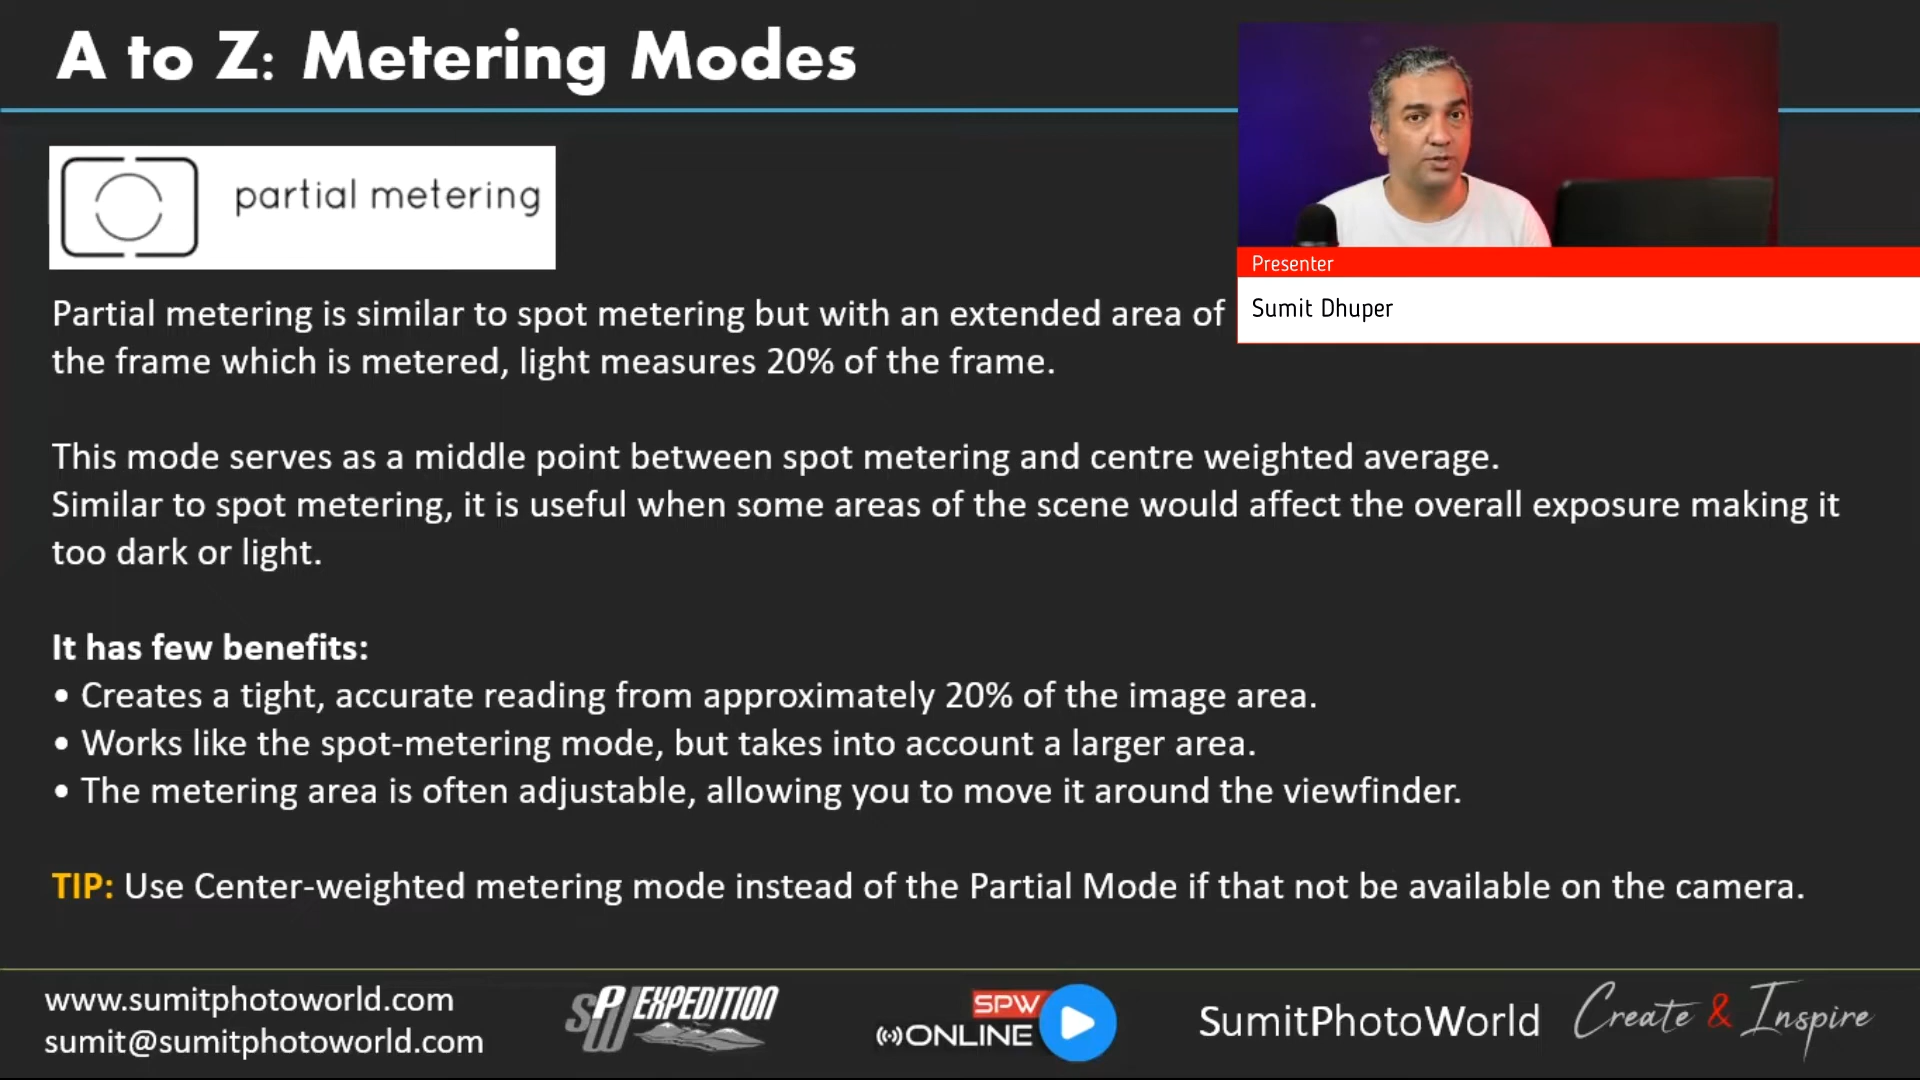 A to Z: Metering Modes
partial metering
Presenter
Sumit Dhuper
Partial metering is similar to spot metering but with an extended area of
the frame which is metered, light measures 20% of the frame.
This mode serves as a middle point between spot metering and centre weighted average.
Similar to spot metering, it is useful when some areas of the scene would affect the overall exposure making it
too dark or light.
It has few benefits:
• Creates a tight, accurate reading from approximately 20% of the image area.
• Works like the spot-metering mode, but takes into account a larger area.
• The metering area is often adjustable, allowing you to move it around the viewfinder.
TIP: Use Center-weighted metering mode instead of the Partial Mode if that not be available on the camera.
www.sumitphotoworld.com
sumit@sumitphotoworld.com
SPW EXPEDITION
SPW
ONLINE
SumitPhotoWorld
Create & Inspire